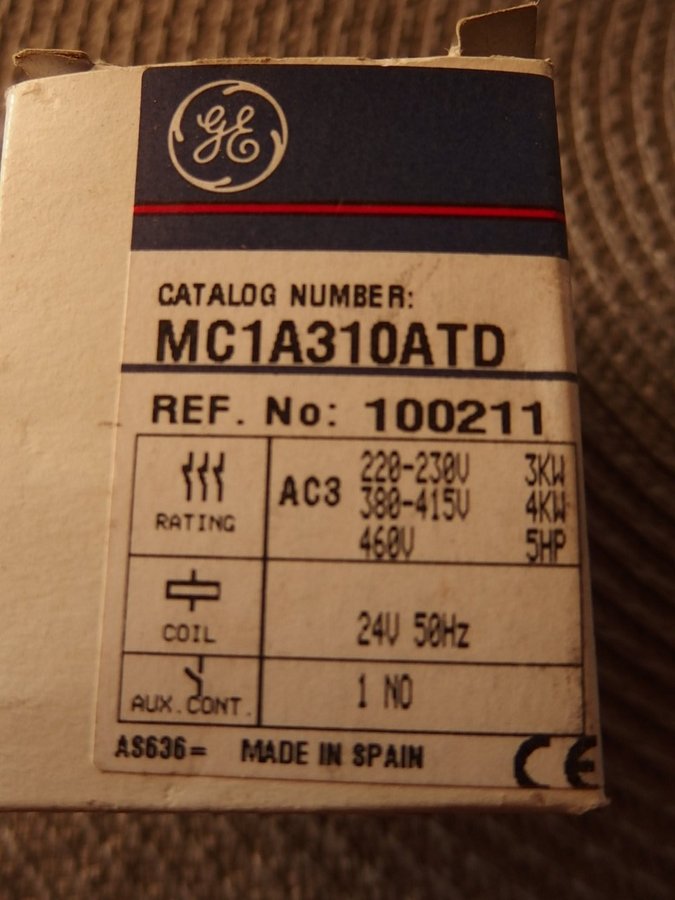 GE
CATALOG NUMBER:
MC1A310ATD
REF. No: 100211
RATING
AC3
220-230V 3KW
380-415V 4KW
460V 5HP
COIL
24V 50Hz
AUX.CONT.
1 NO
AS636= MADE IN SPAIN CE